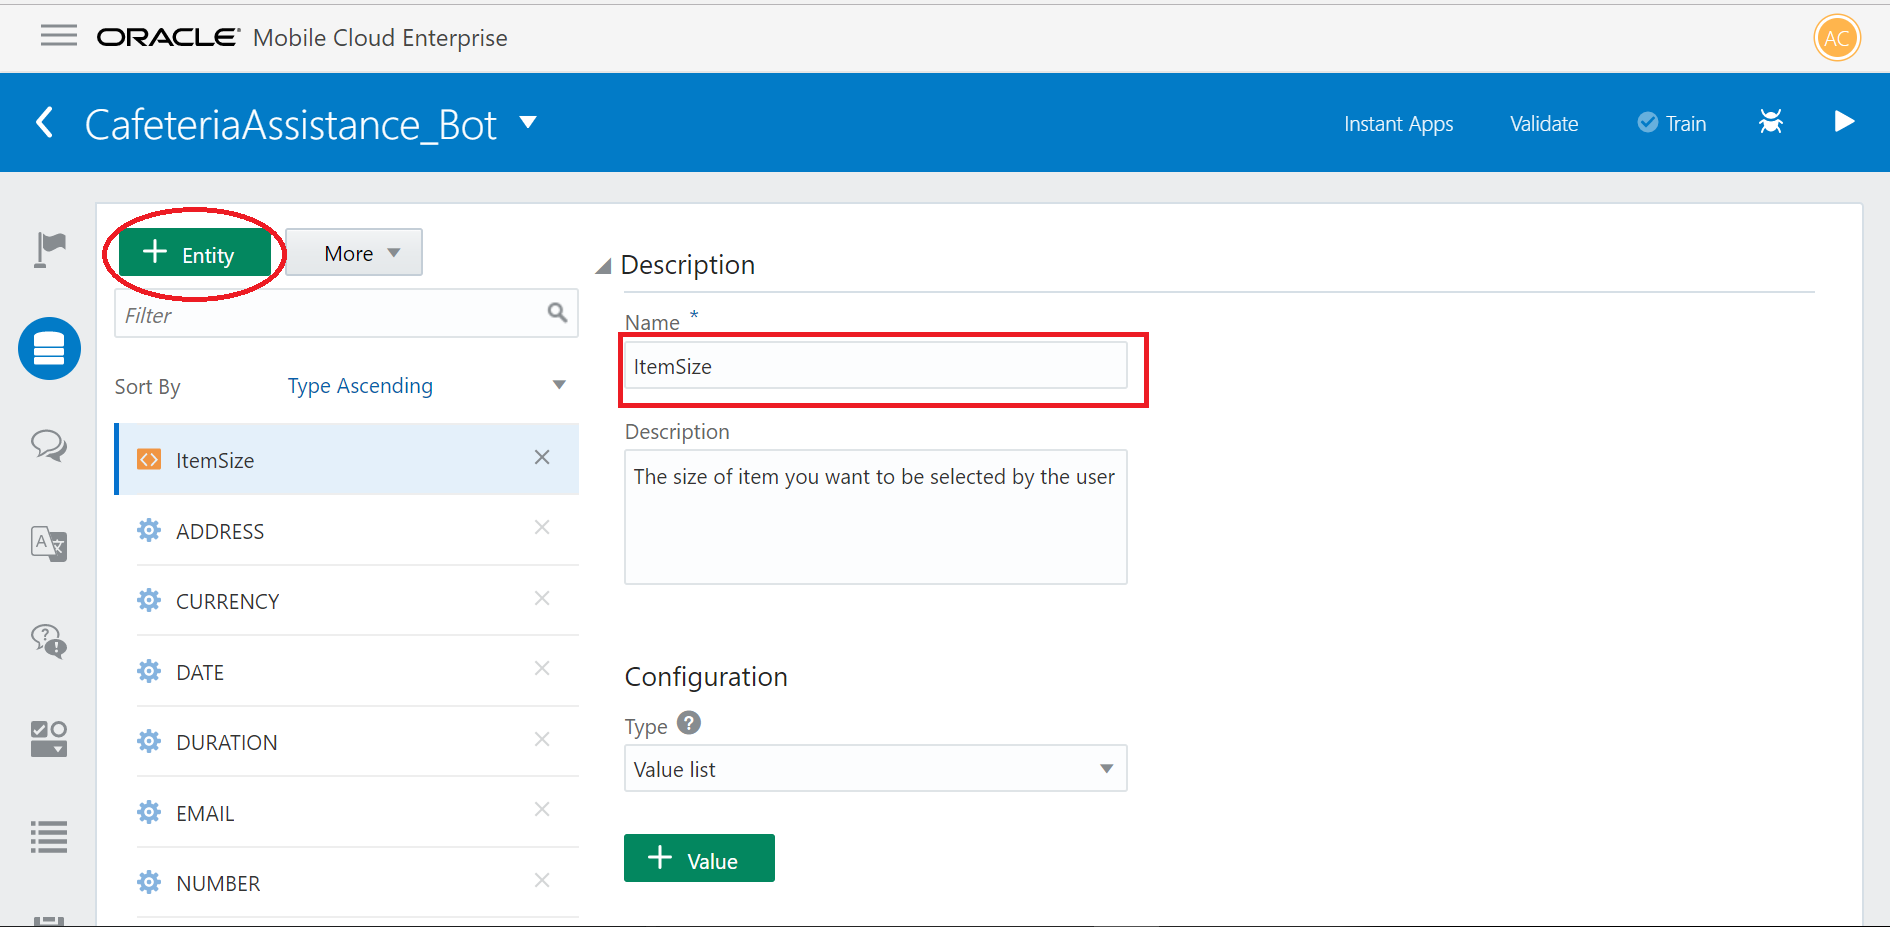 ORACLE® Mobile Cloud Enterprise
AC
CafeteriaAssistance_Bot
Instant Apps
Validate
Train
+ Entity
More
Filter
Sort By
Type Ascending
ItemSize
ADDRESS
CURRENCY
DATE
DURATION
EMAIL
NUMBER
Description
Name *
ItemSize
Description
The size of item you want to be selected by the user
Configuration
Type ?
Value list
+ Value